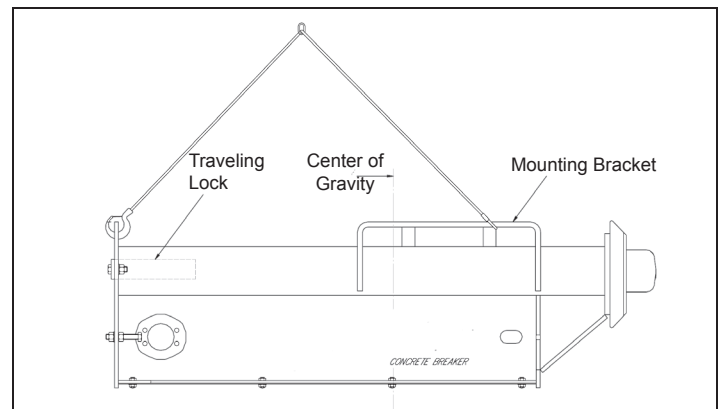 Traveling
Lock
Center of
Gravity
Mounting Bracket
CONCRETE BREAKER